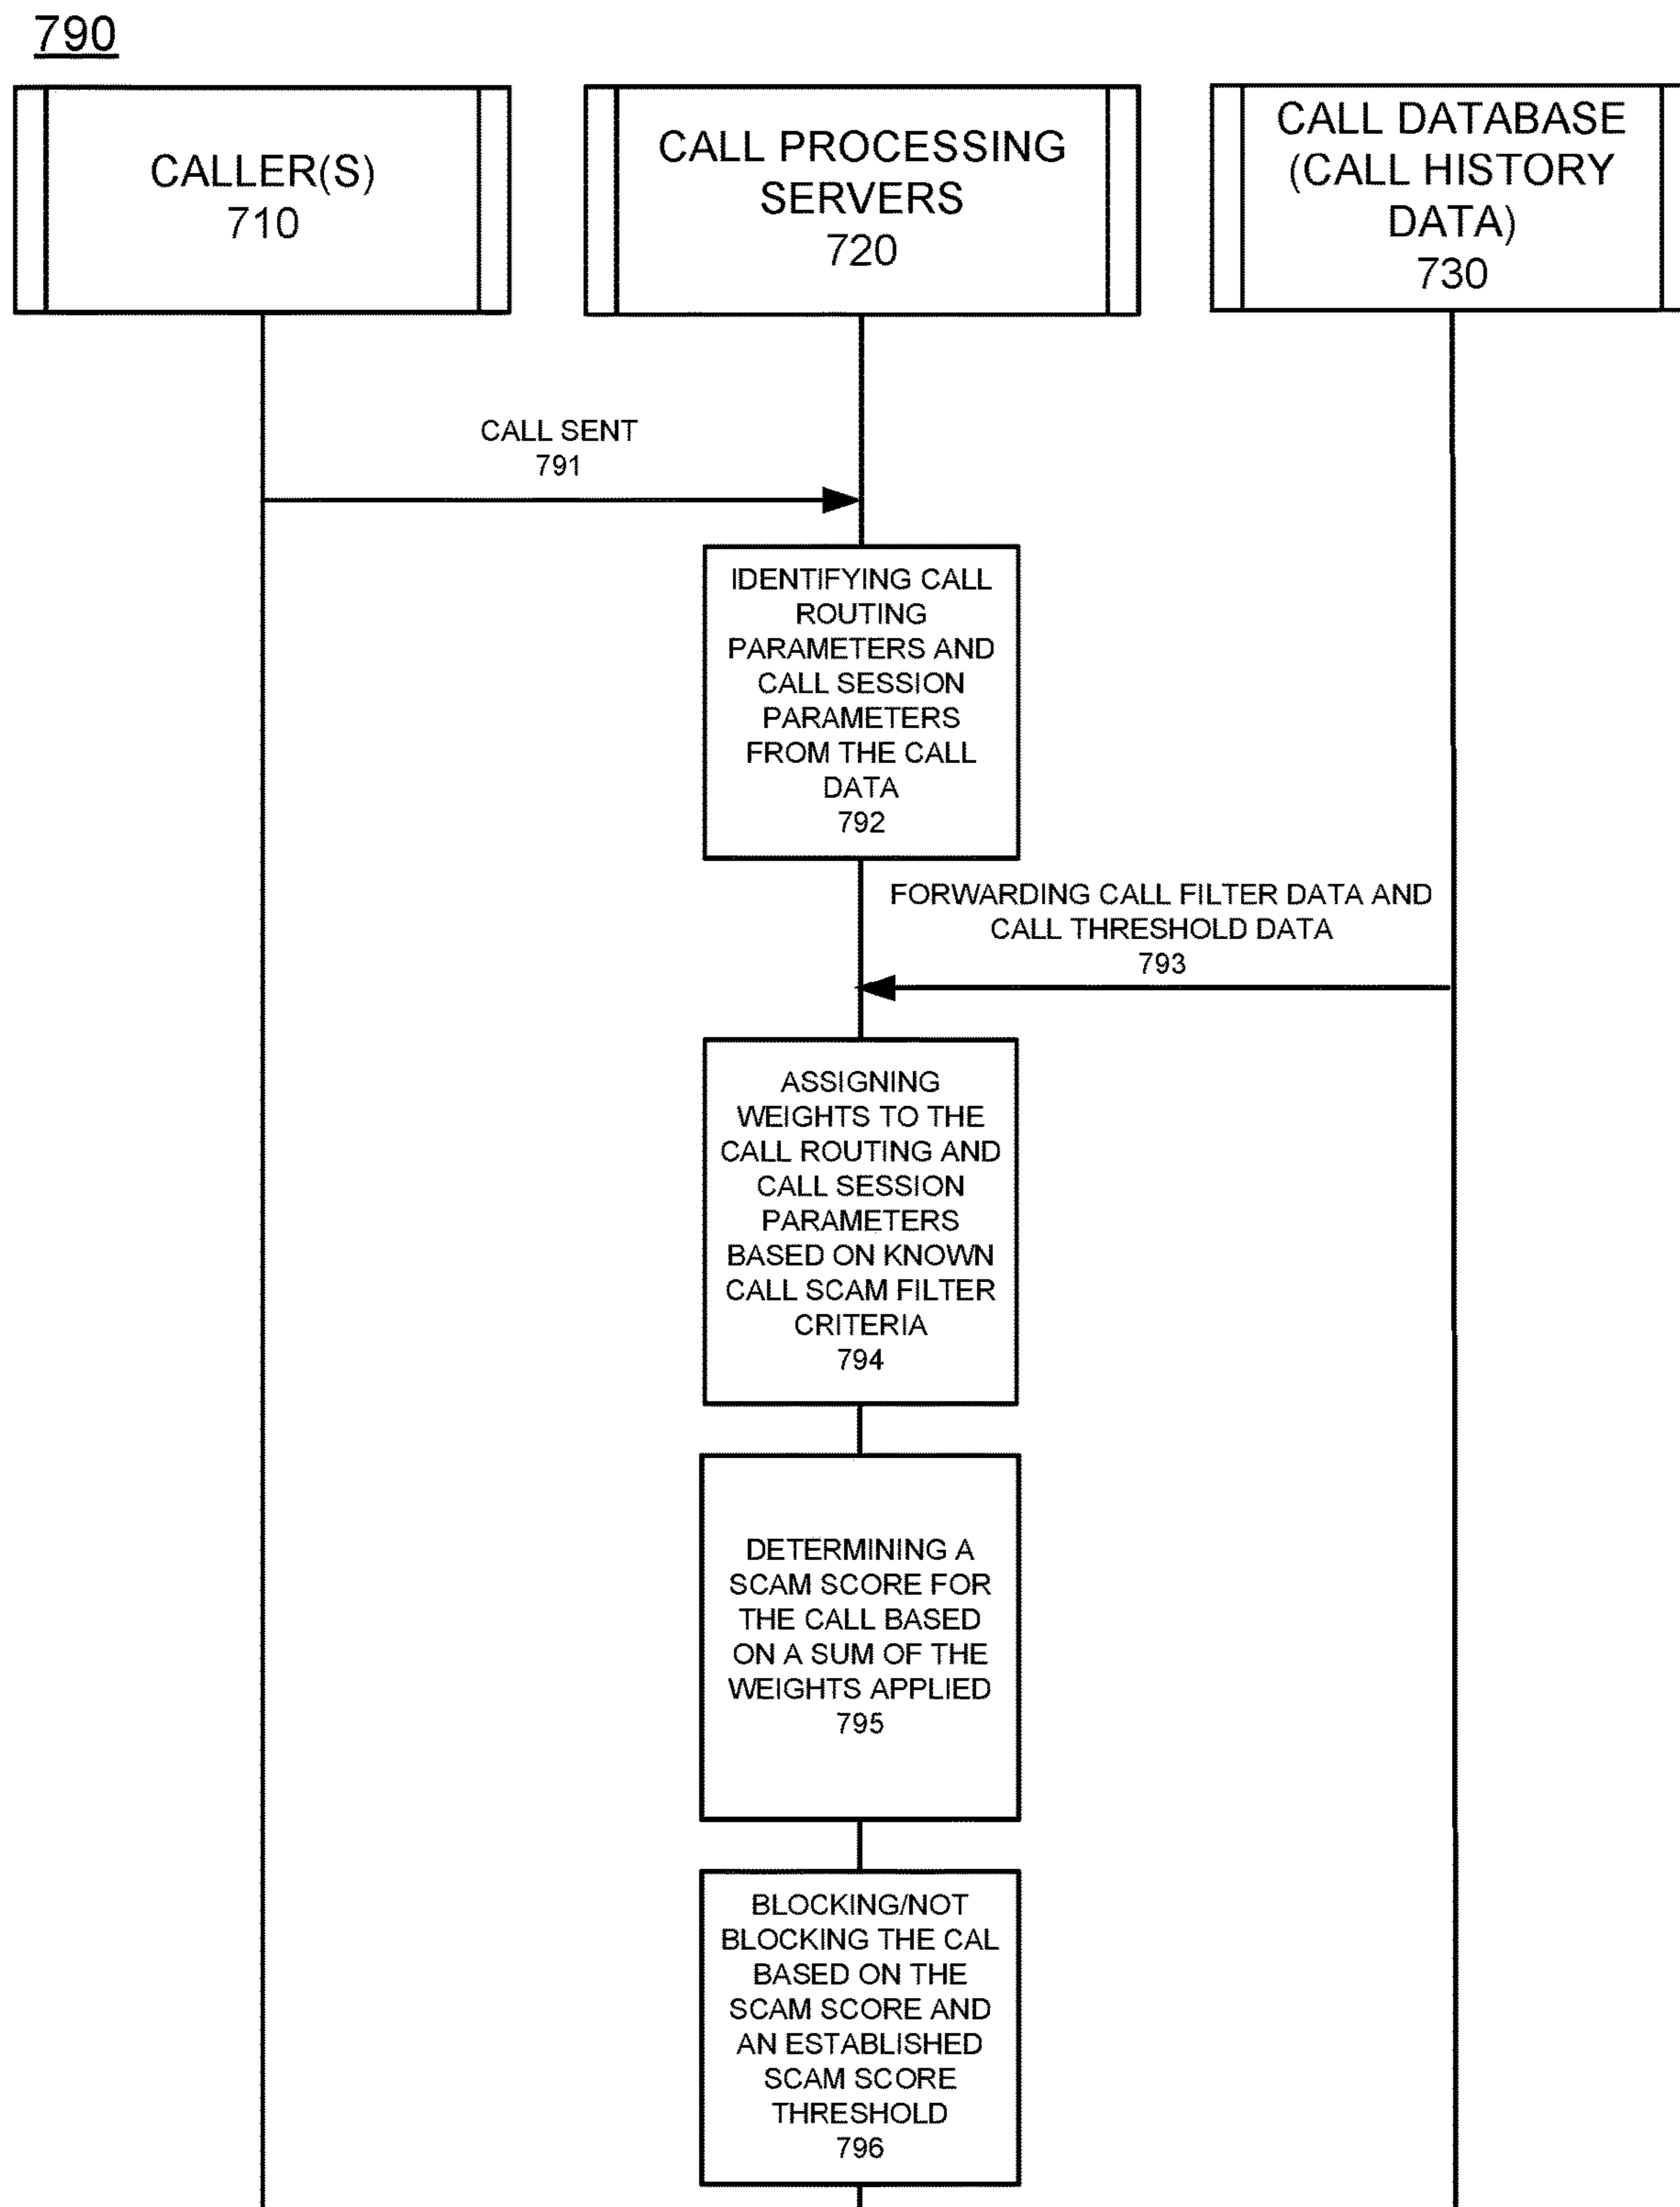 790
CALLER(S)
710
CALL PROCESSING
SERVERS
720
CALL DATABASE
(CALL HISTORY
DATA)
730
CALL SENT
791
IDENTIFYING CALL
ROUTING
PARAMETERS AND
CALL SESSION
PARAMETERS
FROM THE CALL
DATA
792
FORWARDING CALL FILTER DATA AND
CALL THRESHOLD DATA
793
ASSIGNING
WEIGHTS TO THE
CALL ROUTING AND
CALL SESSION
PARAMETERS
BASED ON KNOWN
CALL SCAM FILTER
CRITERIA
794
DETERMINING A
SCAM SCORE FOR
THE CALL BASED
ON A SUM OF THE
WEIGHTS APPLIED
795
BLOCKING/NOT
BLOCKING THE CAL
BASED ON THE
SCAM SCORE AND
AN ESTABLISHED
SCAM SCORE
THRESHOLD
796